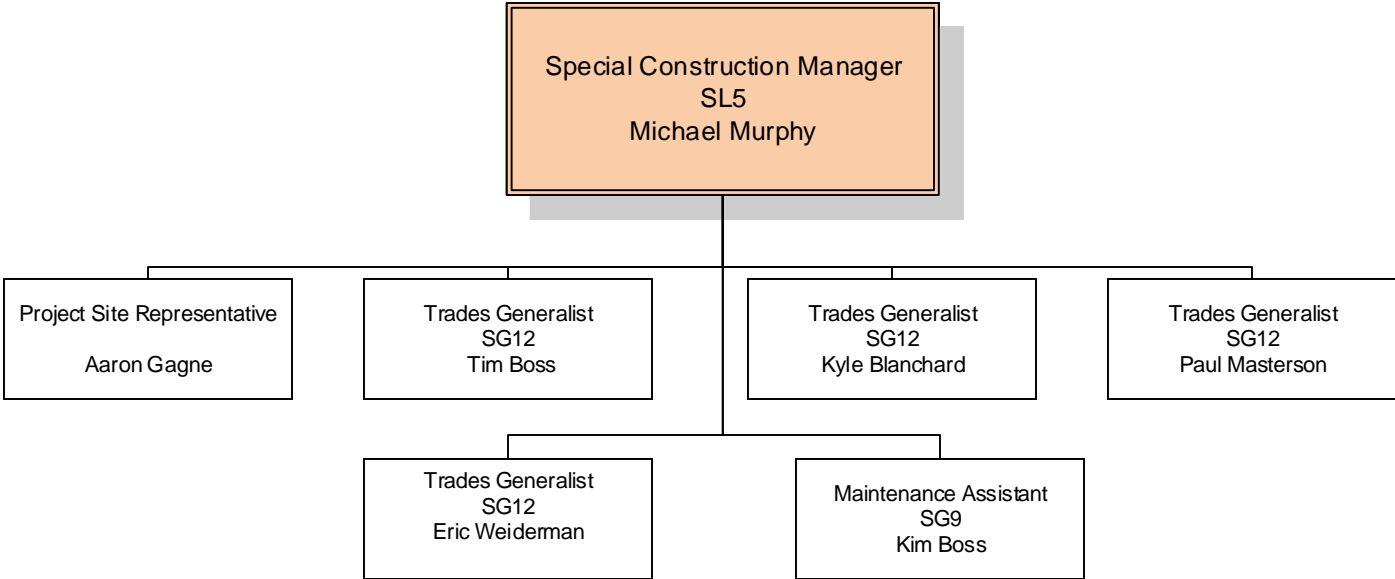 Special Construction Manager
SL5
Michael Murphy
Project Site Representative
Aaron Gagne
Trades Generalist
SG12
Tim Boss
Trades Generalist
SG12
Kyle Blanchard
Trades Generalist
SG12
Paul Masterson
Trades Generalist
SG12
Eric Weiderman
Maintenance Assistant
SG9
Kim Boss